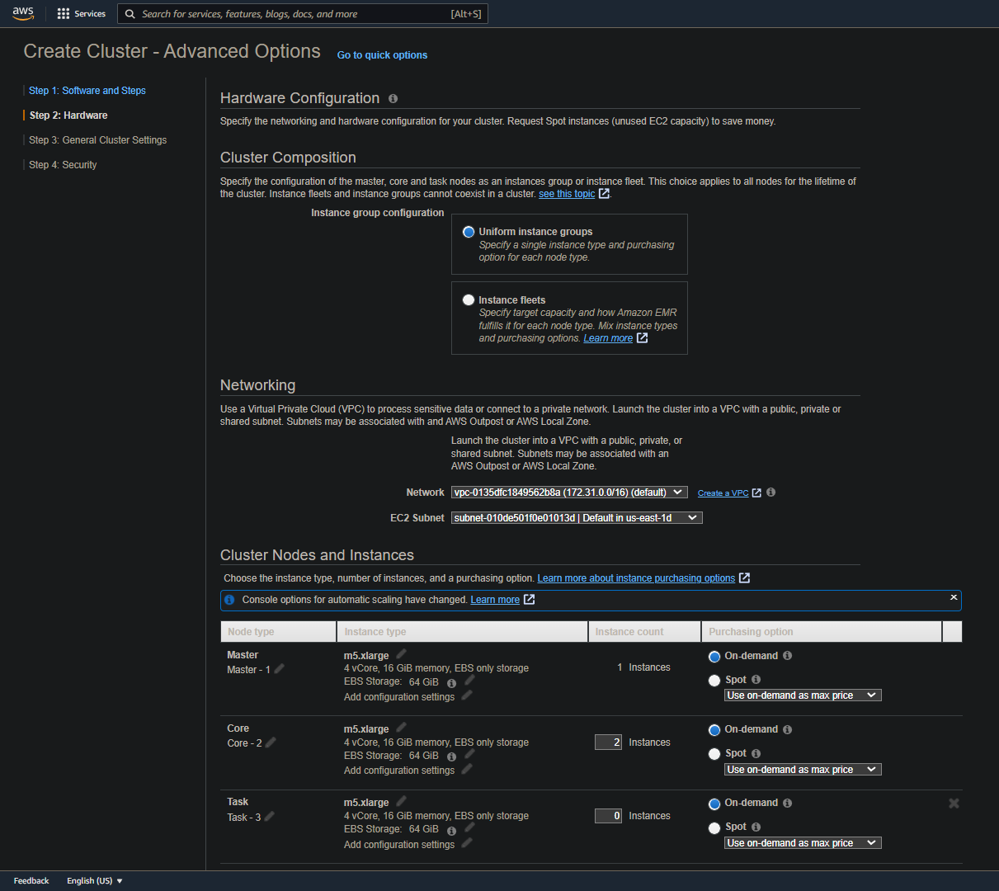 aws
Services
Search for services, features, blogs, docs, and more
[Alt+S]
Create Cluster - Advanced Options
Go to quick options
Step 1: Software and Steps
Step 2: Hardware
Step 3: General Cluster Settings
Step 4: Security
Hardware Configuration
Specify the networking and hardware configuration for your cluster. Request Spot instances (unused EC2 capacity) to save money.
Cluster Composition
Specify the configuration of the master, core and task nodes as an instances group or instance fleet. This choice applies to all nodes for the lifetime of
the cluster. Instance fleets and instance groups cannot coexist in a cluster. see this topic .
Instance group configuration
Uniform instance groups
Specify a single instance type and purchasing
option for each node type.
Instance fleets
Specify target capacity and how Amazon EMR
fulfills it for each node type. Mix instance types
and purchasing options. Learn more
Networking
Use a Virtual Private Cloud (VPC) to process sensitive data or connect to a private network. Launch the cluster into a VPC with a public, private or
shared subnet. Subnets may be associated with and AWS Outpost or AWS Local Zone.
Launch the cluster into a VPC with a public, private, or
shared subnet. Subnets may be associated with an
AWS Outpost or AWS Local Zone.
Network vpc-0135dfc1849562b8a (172.31.0.0/16) (default) Create a VPC
EC2 Subnet subnet-010de501f0e01013d | Default in us-east-1d
Cluster Nodes and Instances
Choose the instance type, number of instances, and a purchasing option. Learn more about instance purchasing options
Console options for automatic scaling have changed. Learn more
Node type Instance type Instance count Purchasing option
Master
Master - 1
m5.xlarge
4 vCore, 16 GiB memory, EBS only storage
EBS Storage: 64 GiB
Add configuration settings
1 Instances
On-demand
Spot
Use on-demand as max price
Core
Core - 2
m5.xlarge
4 vCore, 16 GiB memory, EBS only storage
EBS Storage: 64 GiB
Add configuration settings
2 Instances
On-demand
Spot
Use on-demand as max price
Task
Task - 3
m5.xlarge
4 vCore, 16 GiB memory, EBS only storage
EBS Storage: 64 GiB
Add configuration settings
0 Instances
On-demand
Spot
Use on-demand as max price
Feedback English (US)